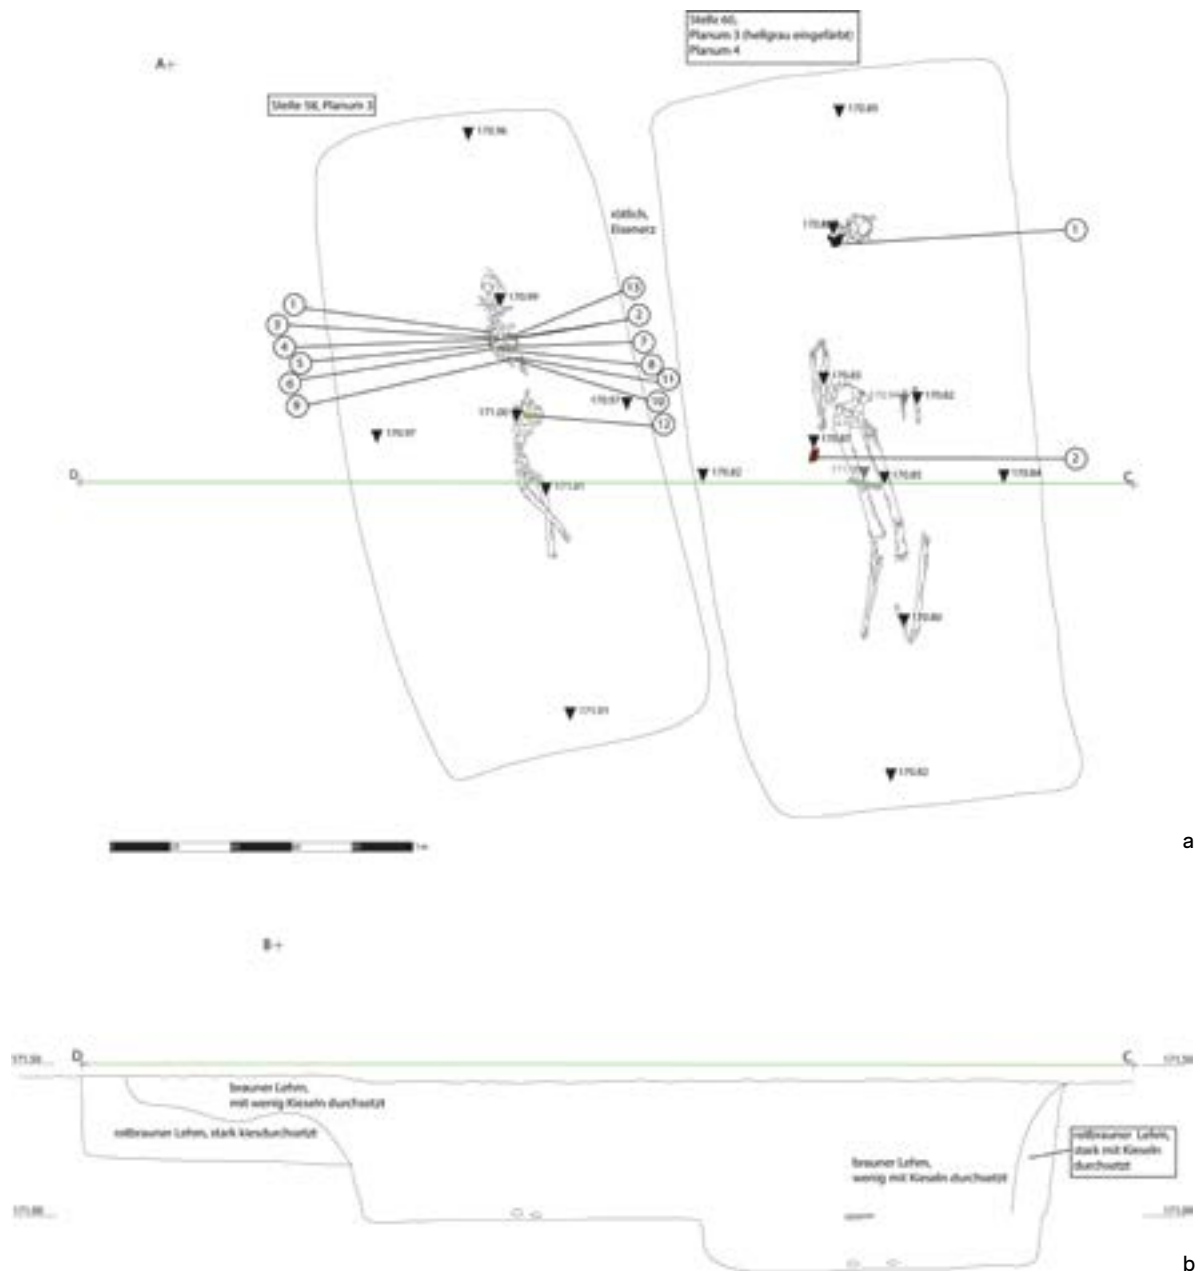 Stelle 60,
Planum 3 (hellgrau eingefärbt)
Planum 4
A+
Stelle 58, Planum 3
170.89
170.96
rötlich,
Eisenerz
1
13
170.99
1
2
3
7
4
8
5
11
6
170.83
9
10
170.97
170.82
171.00
12
170.97
2
D
170.82
170.85
170.84
C
171.01
170.80
171.01
170.82
a
B+
171,50
D
C
171,50
brauner Lehm,
mit wenig Kieseln durchsetzt
rotbrauner Lehm, stark kiesdurchsetzt
rotbrauner Lehm,
stark mit Kieseln
durchsetzt
brauner Lehm,
wenig mit Kieseln durchsetzt
171,00
171,00
b